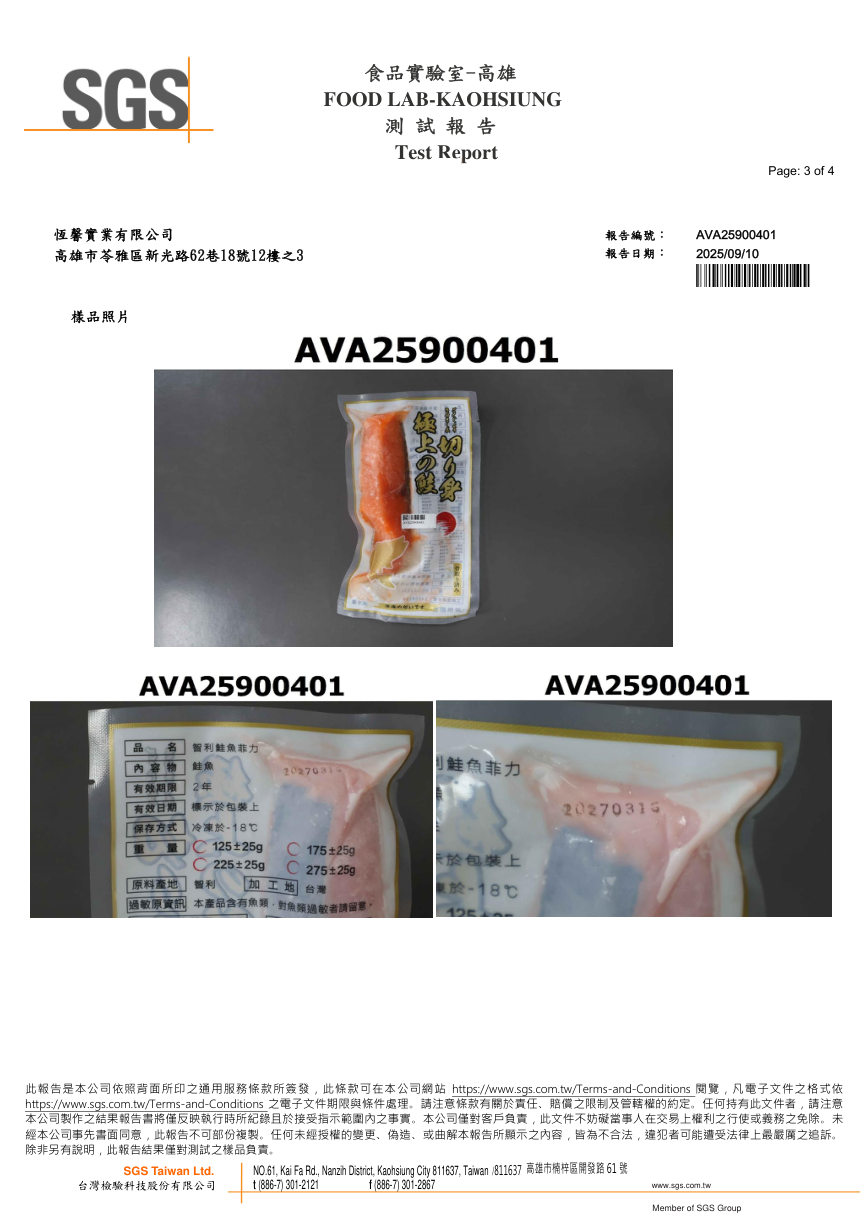 SGS
食品實驗室-高雄
FOOD LAB-KAOHSIUNG
測 試 報 告
Test Report
Page: 3 of 4
恆馨實業有限公司
高雄市苓雅區新光路62巷18號12樓之3
報告編號： AVA25900401
報告日期： 2025/09/10
樣品照片
AVA25900401
極上の鮭
切り身
AVA25900401
品 名 智利鮭魚菲力
內容物 鮭魚
有效期限 2年
有效日期 標示於包裝上
保存方式 冷凍於-18℃
重 量 125±25g 175±25g
225±25g 275±25g
原料產地 智利 加工地 台灣
過敏原資訊 本產品含有魚類，對魚類過敏者請留意。
AVA25900401
利鮭魚菲力
20270315
示於包裝上
凍於-18℃
此報告是本公司依照背面所印之通用服務條款所簽發，此條款可在本公司網站 https://www.sgs.com.tw/Terms-and-Conditions 閱覽，凡電子文件之格式依
https://www.sgs.com.tw/Terms-and-Conditions 之電子文件期限與條件處理。請注意條款有關於責任、賠償之限制及管轄權的約定。任何持有此文件者，請注意
本公司製作之結果報告書將僅反映執行時所紀錄且於接受指示範圍內之事實。本公司僅對客戶負責，此文件不妨礙當事人在交易上權利之行使或義務之免除。未
經本公司事先書面同意，此報告不可部份複製。任何未經授權的變更、偽造、或曲解本報告所顯示之內容，皆為不合法，違犯者可能遭受法律上最嚴厲之追訴。
除非另有說明，此報告結果僅對測試之樣品負責。
SGS Taiwan Ltd.
台灣檢驗科技股份有限公司
NO.61, Kai Fa Rd., Nanzih District, Kaohsiung City 811637, Taiwan /811637 高雄市楠梓區開發路 61 號
t (886-7) 301-2121 f (886-7) 301-2867 www.sgs.com.tw
Member of SGS Group